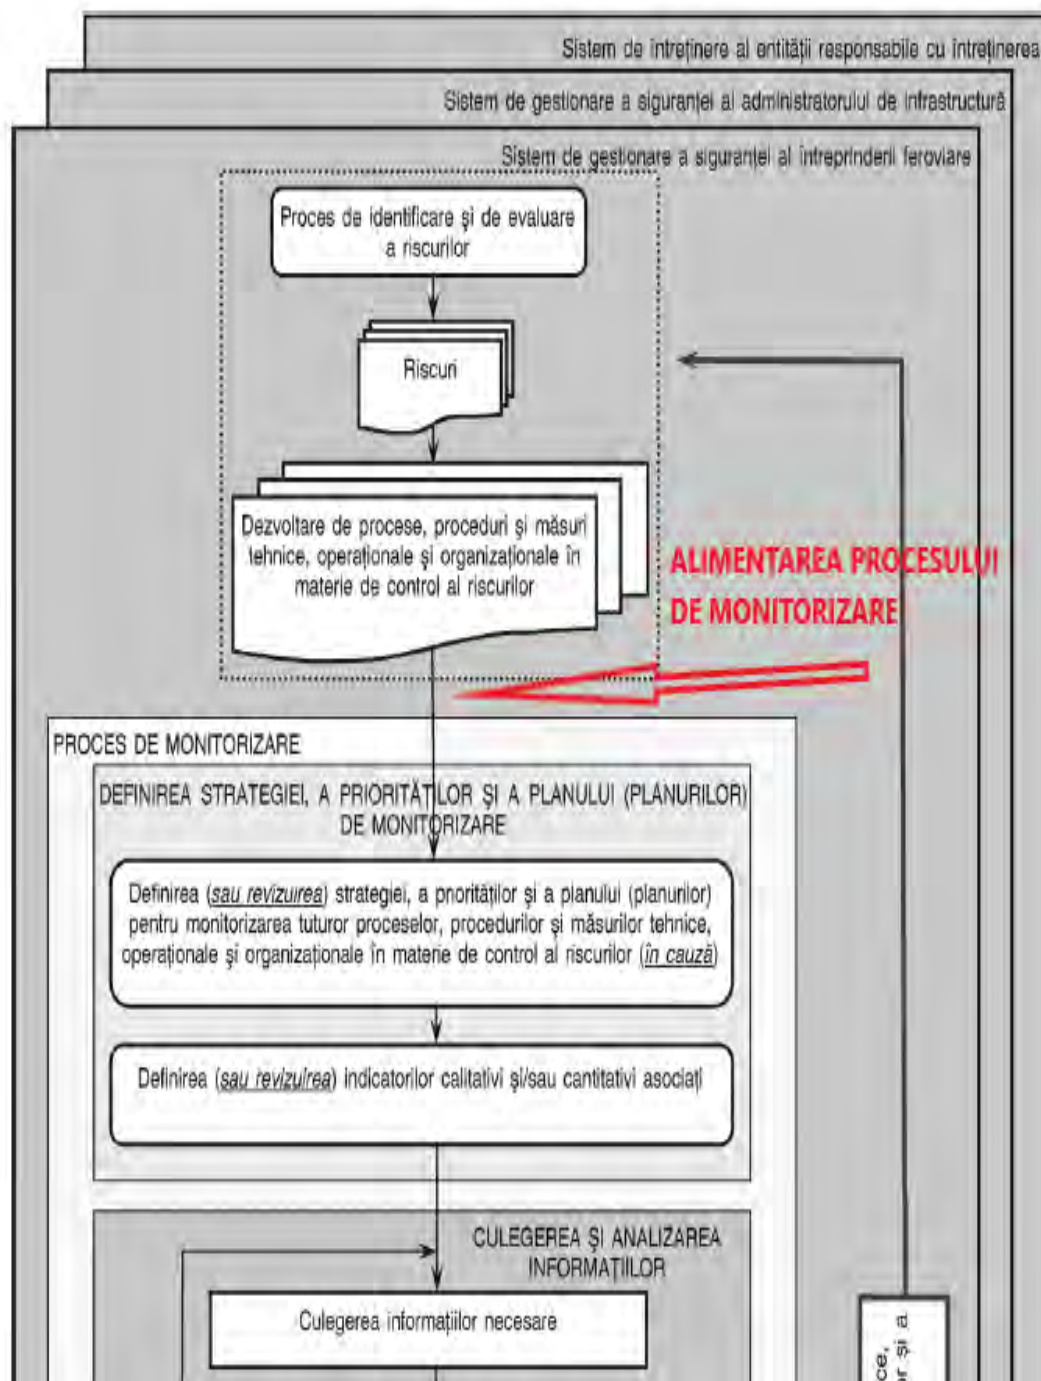 Sistem de întreținere al entității responsabile cu întreținerea
Sistem de gestionare a siguranței al administratorului de infrastructură
Sistem de gestionare a siguranței al întreprinderii feroviare
Proces de identificare și de evaluare
a riscurilor
Riscuri
Dezvoltare de procese, proceduri și măsuri
tehnice, operaționale și organizaționale în
materie de control al riscurilor
ALIMENTAREA PROCESULUI
DE MONITORIZARE
PROCES DE MONITORIZARE
DEFINIREA STRATEGIEI, A PRIORITĂȚILOR ȘI A PLANULUI (PLANURILOR)
DE MONITORIZARE
Definirea (sau revizuirea) strategiei, a priorităților și a planului (planurilor)
pentru monitorizarea tuturor proceselor, procedurilor și măsurilor tehnice,
operaționale și organizaționale în materie de control al riscurilor (în cauză)
Definirea (sau revizuirea) indicatorilor calitativi și/sau cantitativi asociați
CULEGEREA ȘI ANALIZAREA
INFORMAȚIILOR
Culegerea informațiilor necesare
ce,
r și a